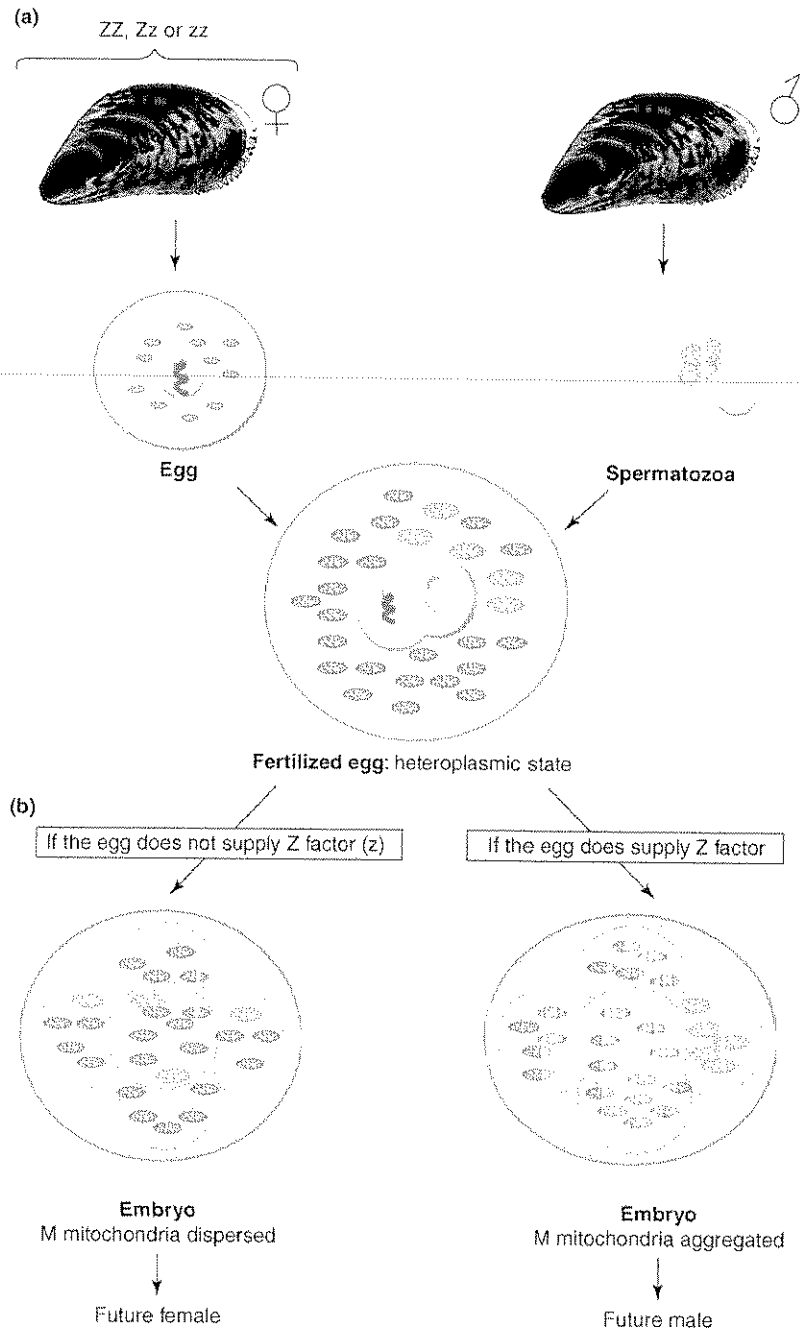 (a)
ZZ, Zz or zz
Egg
Spermatozoa
Fertilized egg: heteroplasmic state
(b)
If the egg does not supply Z factor (z)
If the egg does supply Z factor
Embryo
M mitochondria dispersed
Embryo
M mitochondria aggregated
Future female
Future male